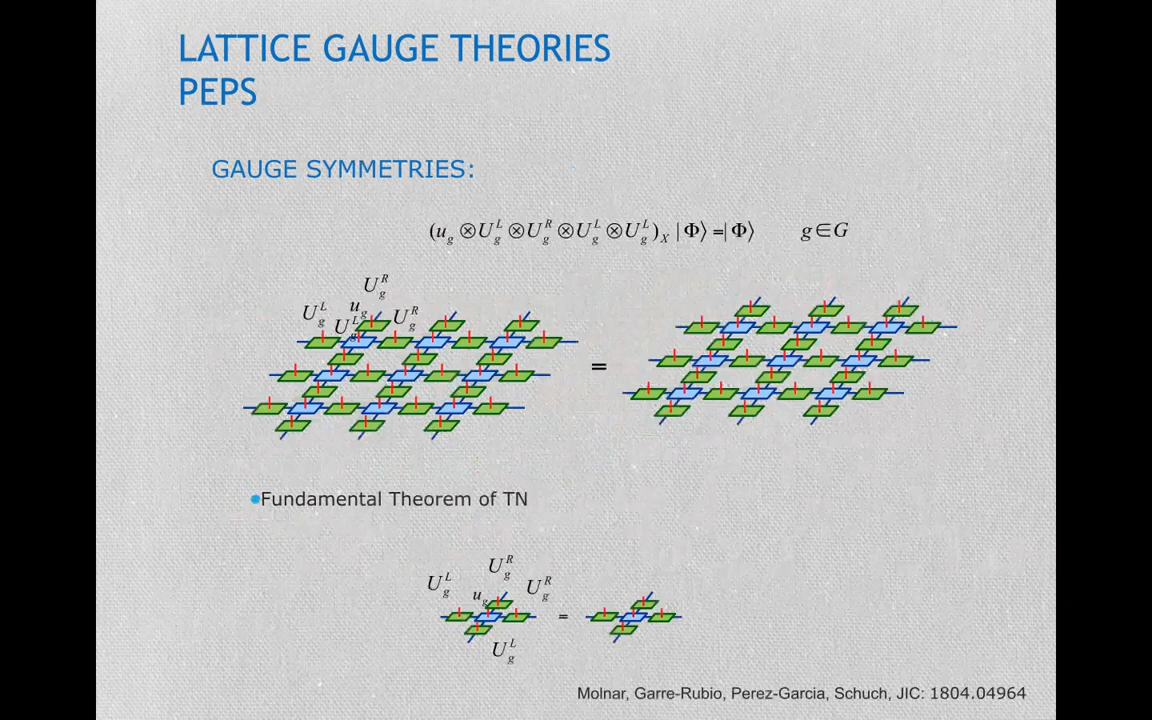 LATTICE GAUGE THEORIES
PEPS
GAUGE SYMMETRIES:
(u_g ⊗ U_g^L ⊗ U_g^R ⊗ U_g^L ⊗ U_g^L)_X |Φ⟩ =|Φ⟩ g∈G
U_g^R
U_g^L u_g U_g^L U_g^R
=
•Fundamental Theorem of TN
U_g^R
U_g^L u_g U_g^R
=
U_g^L
Molnar, Garre-Rubio, Perez-Garcia, Schuch, JIC: 1804.04964